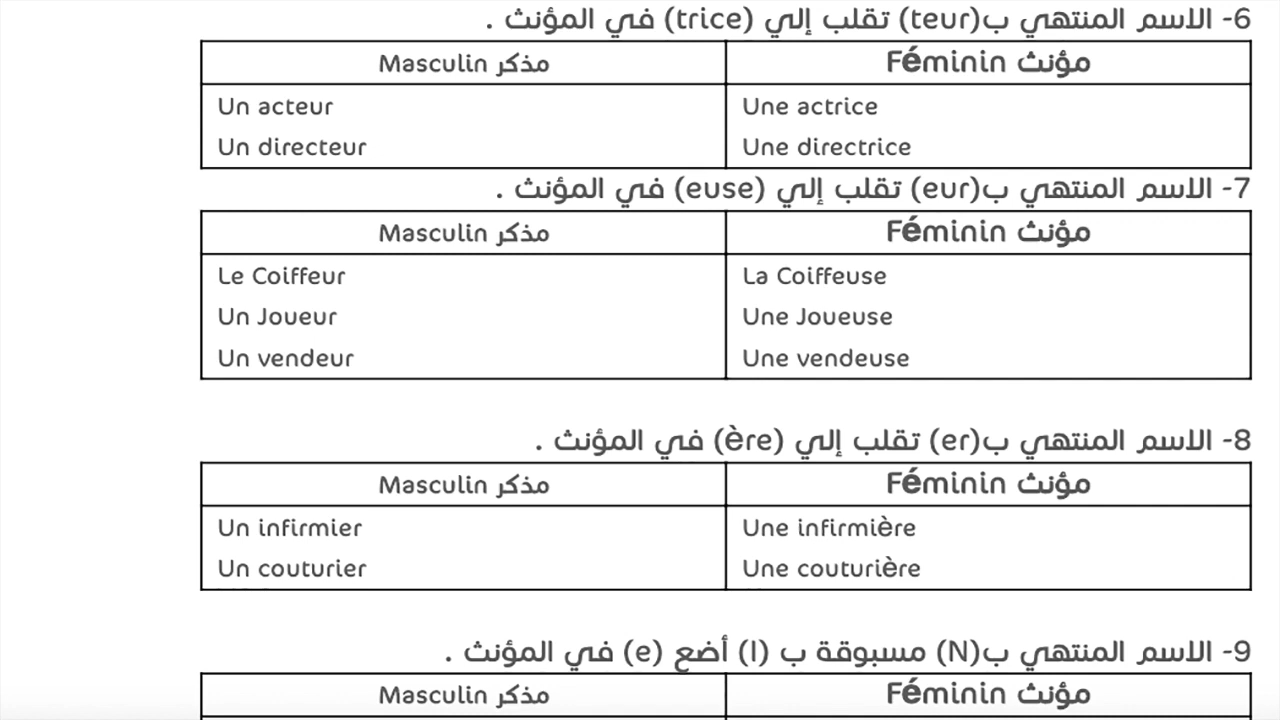 6- الاسم المنتهي ب(teur) تقلب إلي (trice) في المؤنث .
Masculin مذكر Féminin مؤنث
Un acteur Une actrice
Un directeur Une directrice
7- الاسم المنتهي ب(eur) تقلب إلي (euse) في المؤنث .
Masculin مذكر Féminin مؤنث
Le Coiffeur La Coiffeuse
Un Joueur Une Joueuse
Un vendeur Une vendeuse
8- الاسم المنتهي ب(er) تقلب إلي (ère) في المؤنث .
Masculin مذكر Féminin مؤنث
Un infirmier Une infirmière
Un couturier Une couturière
9- الاسم المنتهي ب(N) مسبوقة ب (I) أضع (e) في المؤنث .
Masculin مذكر Féminin مؤنث